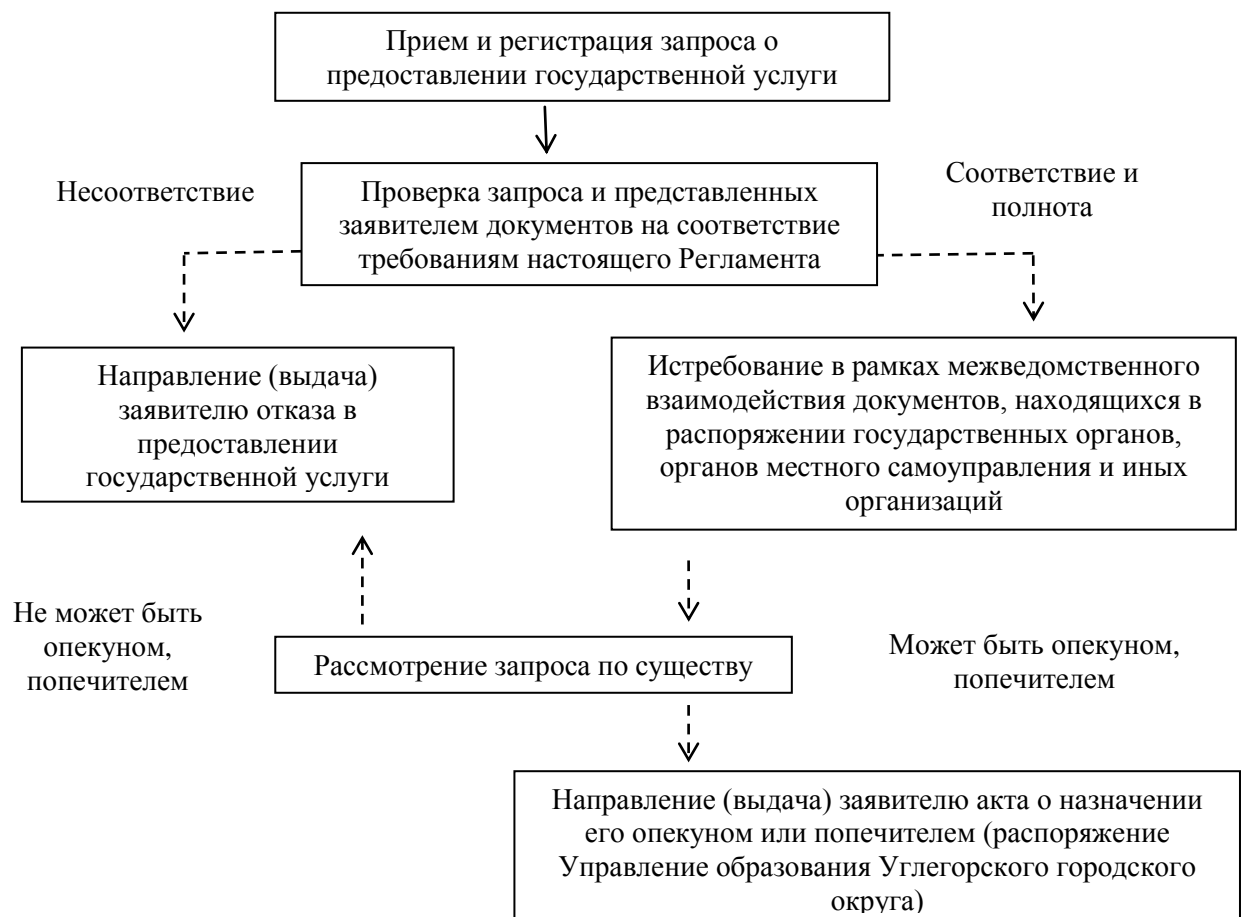 Прием и регистрация запроса о
предоставлении государственной услуги
Несоответствие
Проверка запроса и представленных
заявителем документов на соответствие
требованиям настоящего Регламента
Соответствие и
полнота
Направление (выдача)
заявителю отказа в
предоставлении
государственной услуги
Истребование в рамках межведомственного
взаимодействия документов, находящихся в
распоряжении государственных органов,
органов местного самоуправления и иных
организаций
Не может быть
опекуном,
попечителем
Рассмотрение запроса по существу
Может быть опекуном,
попечителем
Направление (выдача) заявителю акта о назначении
его опекуном или попечителем (распоряжение
Управление образования Углегорского городского
округа)